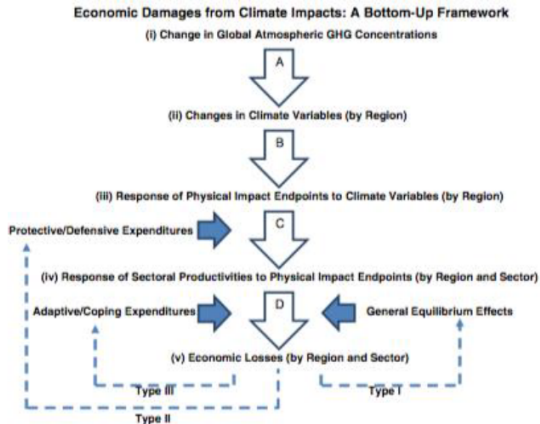 Economic Damages from Climate Impacts: A Bottom-Up Framework
(i) Change in Global Atmospheric GHG Concentrations
A
(ii) Changes in Climate Variables (by Region)
B
(iii) Response of Physical Impact Endpoints to Climate Variables (by Region)
Protective/Defensive Expenditures
C
(iv) Response of Sectoral Productivities to Physical Impact Endpoints (by Region and Sector)
Adaptive/Coping Expenditures
D
General Equilibrium Effects
(v) Economic Losses (by Region and Sector)
Type III
Type I
Type II